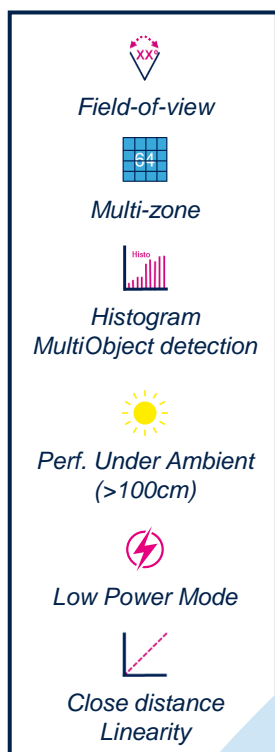 XX°
Field-of-view
64
Multi-zone
Histo
Histogram
MultiObject detection
Perf. Under Ambient
(>100cm)
Low Power Mode
Close distance
Linearity